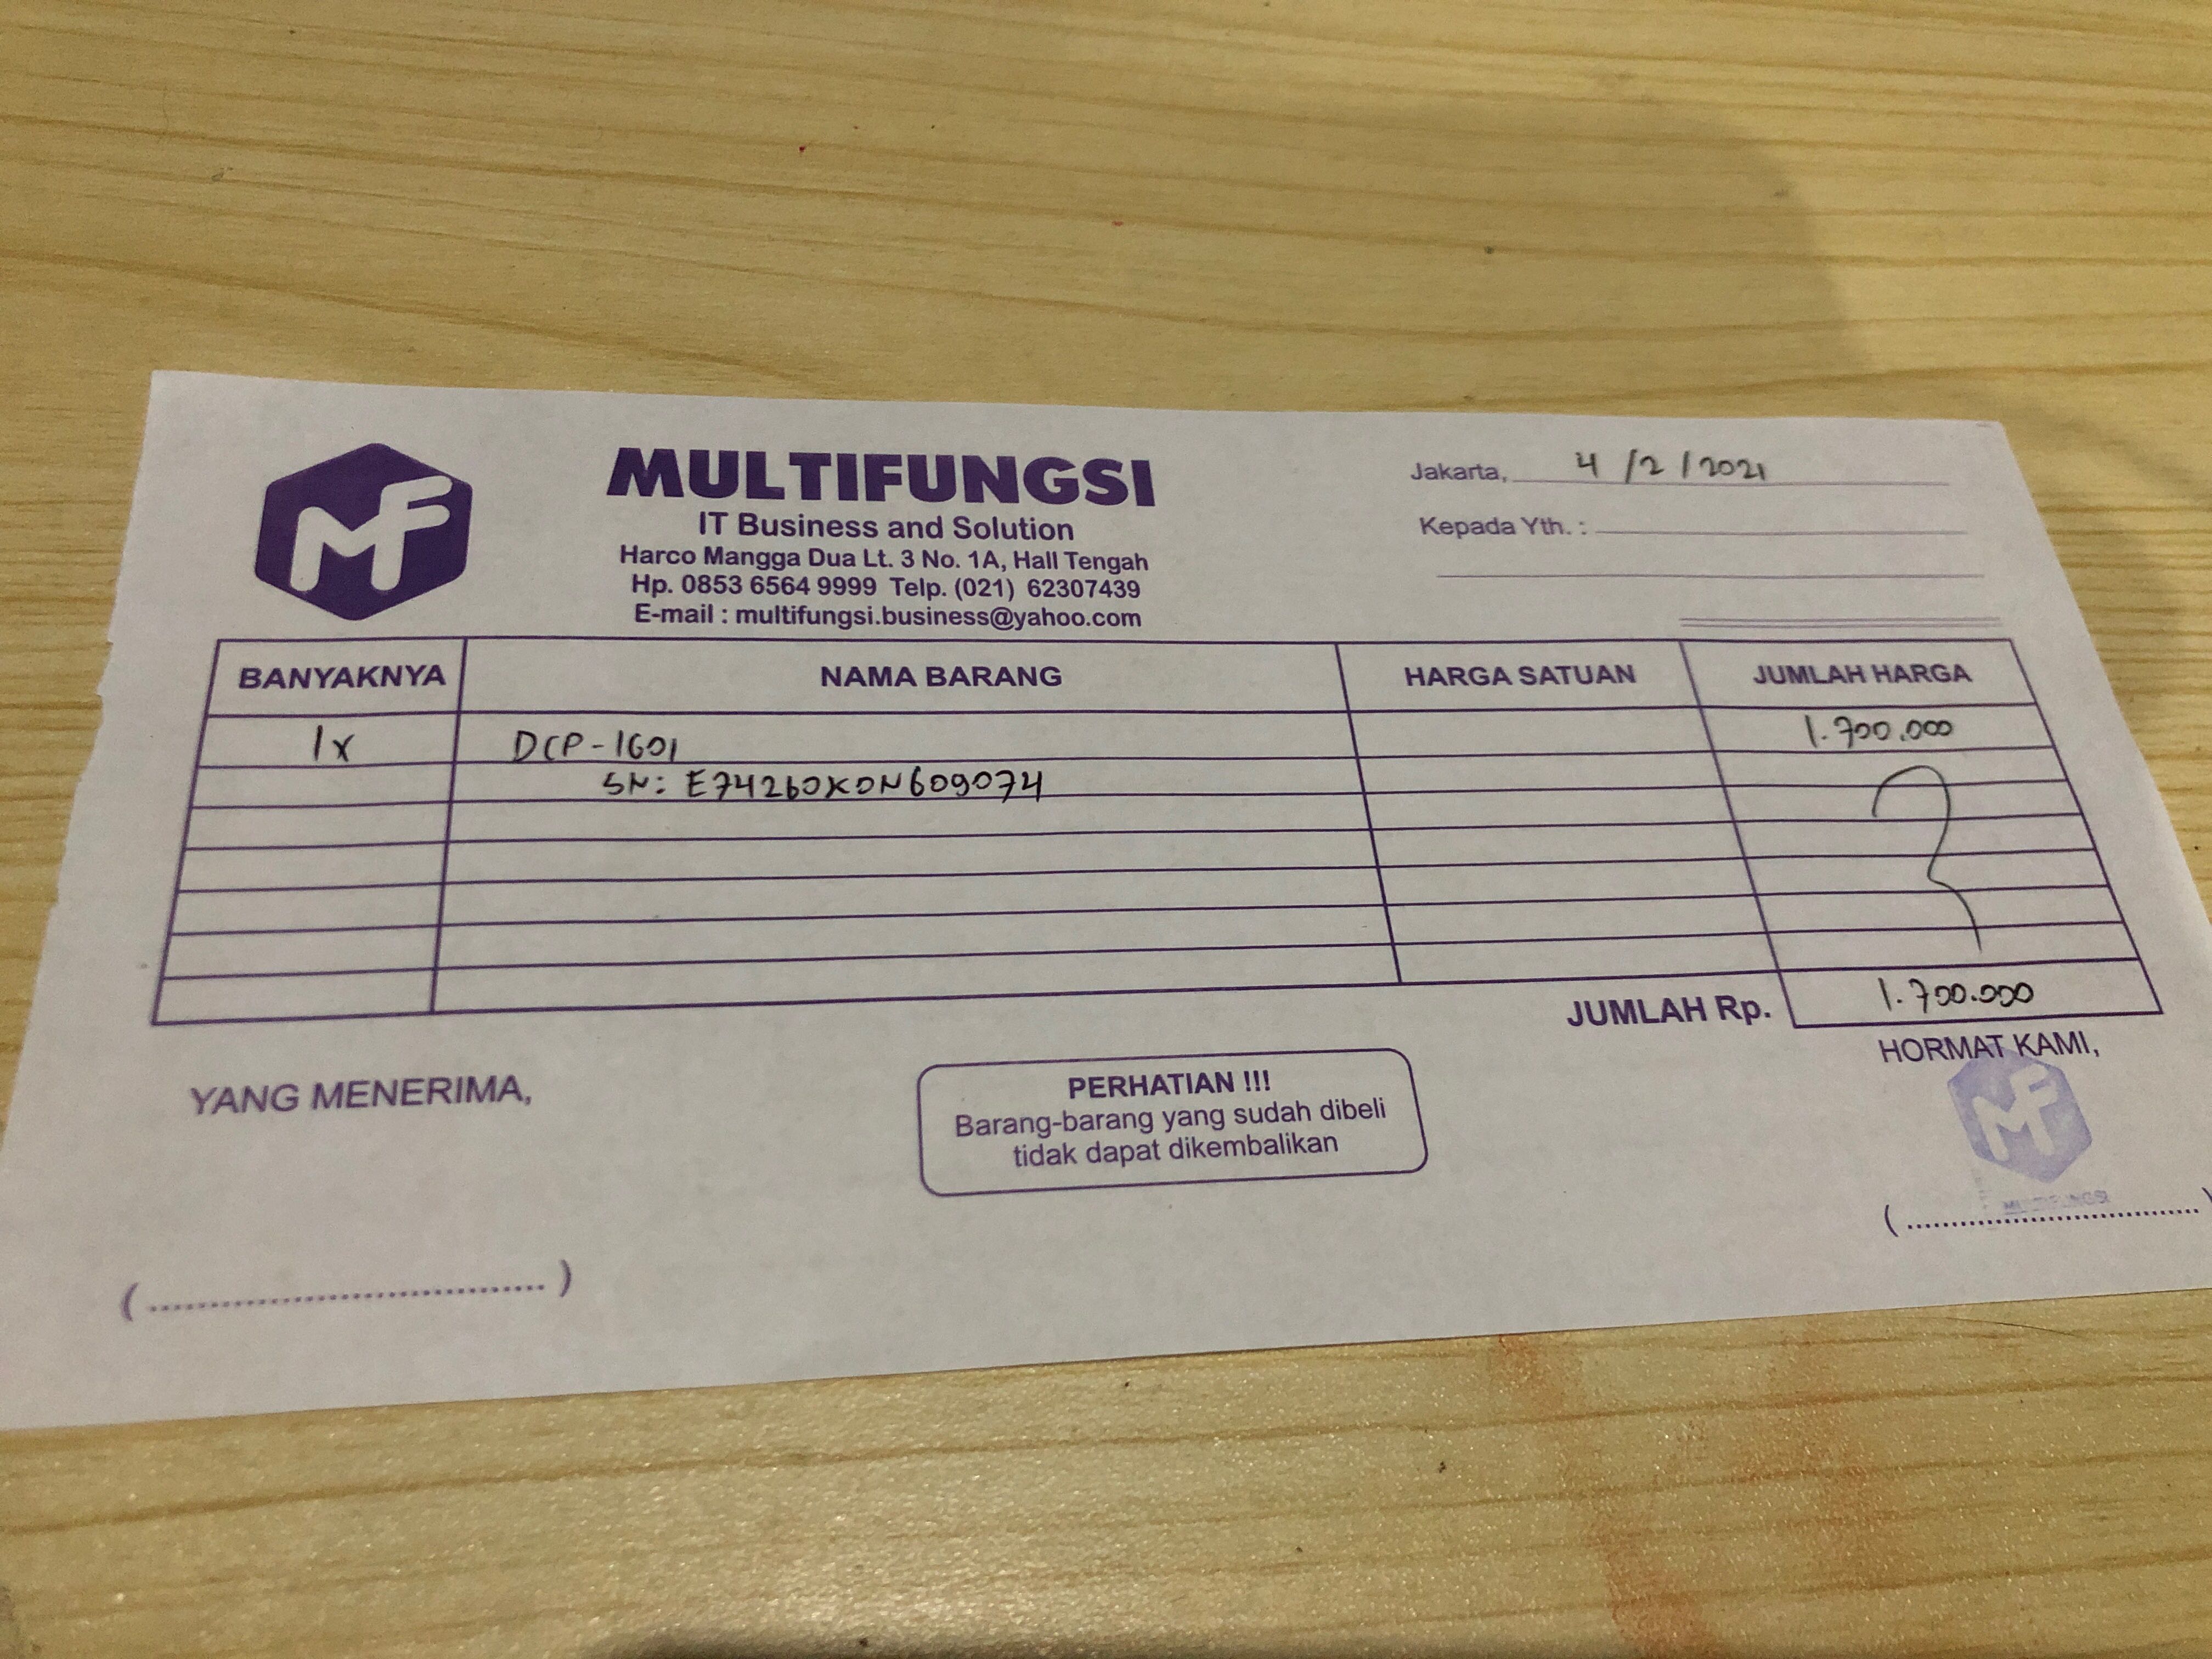 MF
MULTIFUNGSI
IT Business and Solution
Harco Mangga Dua Lt. 3 No. 1A, Hall Tengah
Hp. 0853 6564 9999 Telp. (021) 62307439
E-mail : multifungsi.business@yahoo.com
Jakarta, 4/2/2021
Kepada Yth. :
BANYAKNYA NAMA BARANG HARGA SATUAN JUMLAH HARGA
1x DCP-1601 1.700.000
SN: E74260K0N609074
JUMLAH Rp. 1.700.000
YANG MENERIMA,
PERHATIAN !!!
Barang-barang yang sudah dibeli
tidak dapat dikembalikan
HORMAT KAMI,
MF
MULTIFUNGSI
(....................................)
(....................................)